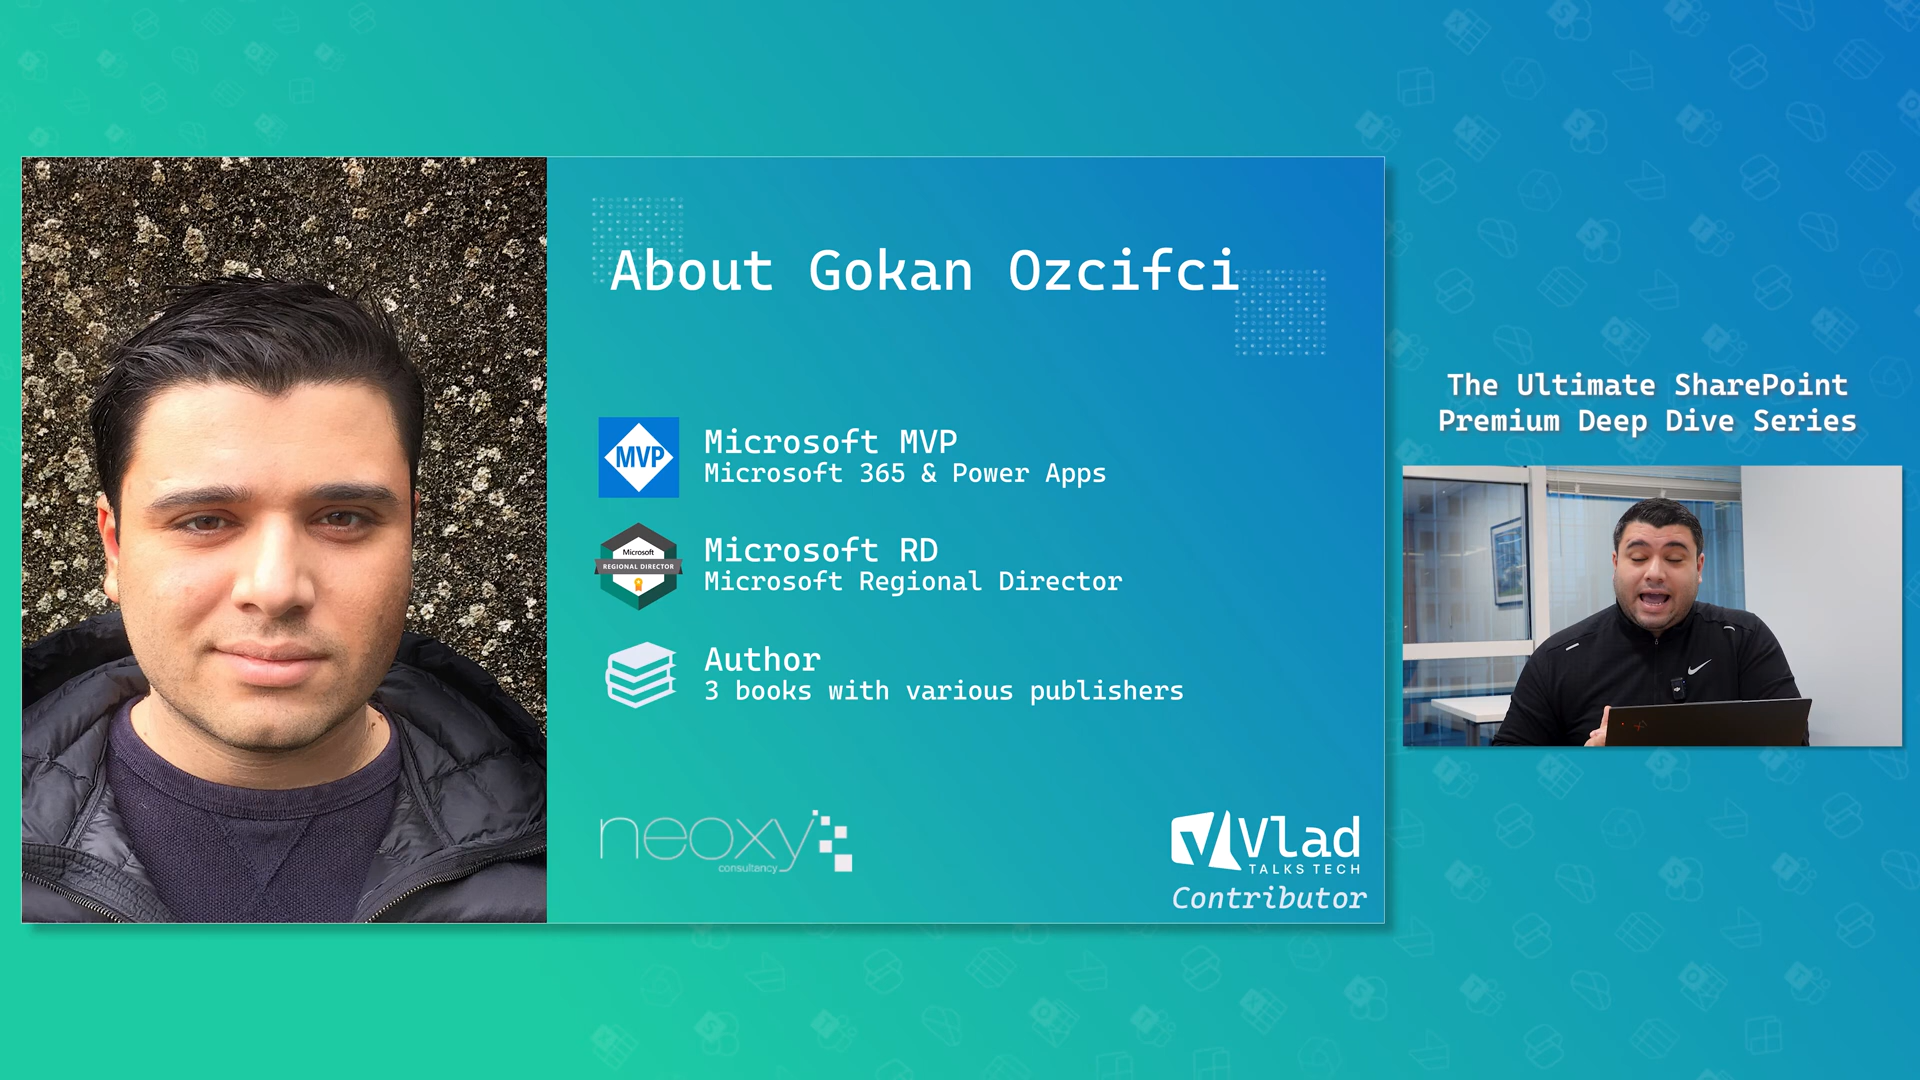 About Gokan Ozcifci
MVP
Microsoft MVP
Microsoft 365 & Power Apps
Microsoft
REGIONAL DIRECTOR
Microsoft RD
Microsoft Regional Director
Author
3 books with various publishers
neoxy
consultancy
Vlad
TALKS TECH
Contributor
The Ultimate SharePoint
Premium Deep Dive Series